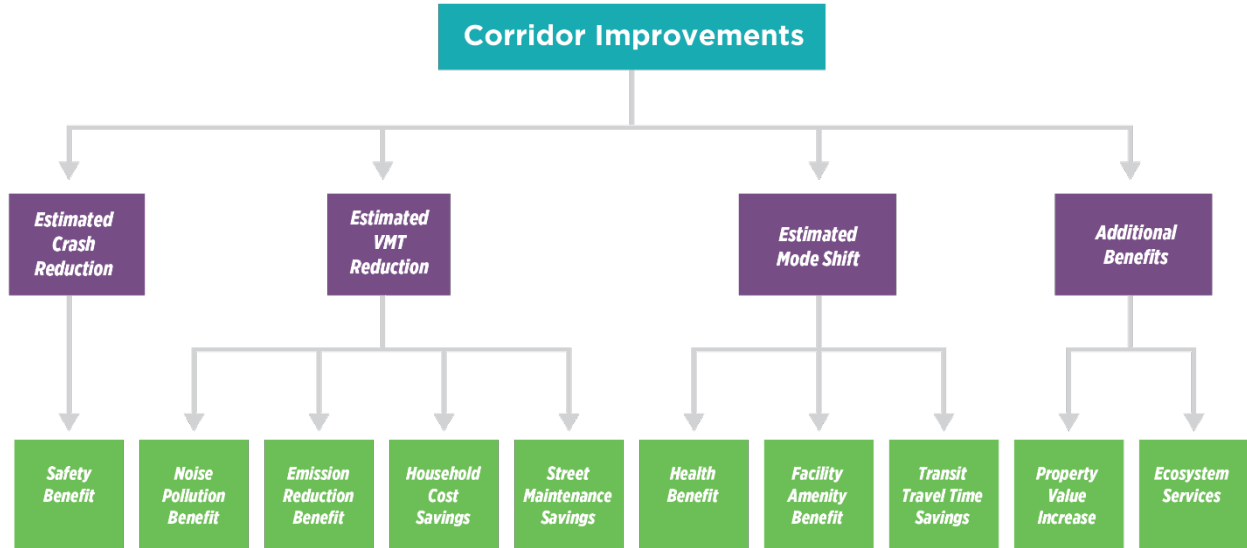 Corridor Improvements
Estimated
Crash
Reduction
Estimated
VMT
Reduction
Estimated
Mode Shift
Additional
Benefits
Safety
Benefit
Noise
Pollution
Benefit
Emission
Reduction
Benefit
Household
Cost
Savings
Street
Maintenance
Savings
Health
Benefit
Facility
Amenity
Benefit
Transit
Travel Time
Savings
Property
Value
Increase
Ecosystem
Services